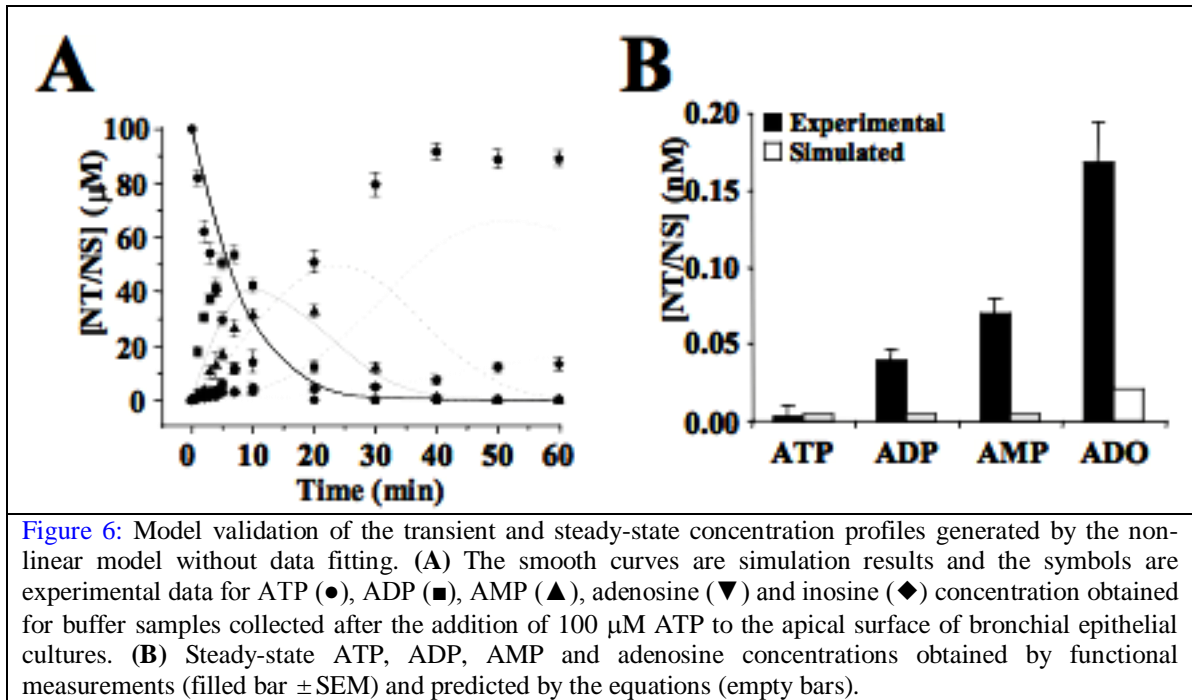 A
B
[NT/NS] (μM)
100
80
60
40
20
0
0 10 20 30 40 50 60
Time (min)
[NT/NS] (nM)
0.20
0.15
0.10
0.05
0.00
■ Experimental
□ Simulated
ATP ADP AMP ADO
Figure 6: Model validation of the transient and steady-state concentration profiles generated by the non-
linear model without data fitting. (A) The smooth curves are simulation results and the symbols are
experimental data for ATP (●), ADP (■), AMP (▲), adenosine (▼) and inosine (◆) concentration obtained
for buffer samples collected after the addition of 100 μM ATP to the apical surface of bronchial epithelial
cultures. (B) Steady-state ATP, ADP, AMP and adenosine concentrations obtained by functional
measurements (filled bar ±SEM) and predicted by the equations (empty bars).